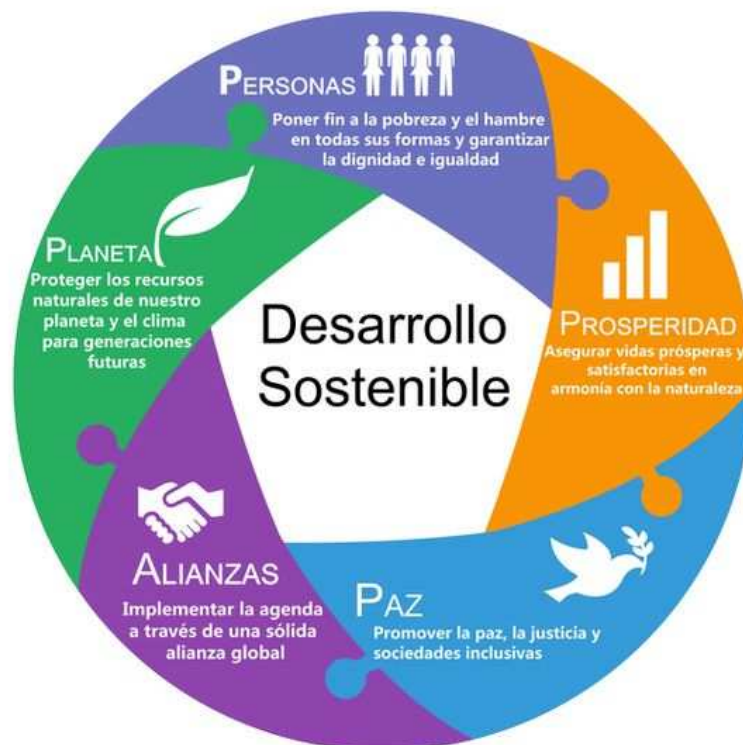 PERSONAS
Poner fin a la pobreza y el hambre
en todas sus formas y garantizar
la dignidad e igualdad
PLANETA
Proteger los recursos
naturales de nuestro
planeta y el clima
para generaciones
futuras
Desarrollo
Sostenible
PROSPERIDAD
Asegurar vidas prósperas y
satisfactorias en
armonía con la naturaleza
ALIANZAS
Implementar la agenda
a través de una sólida
alianza global
PAZ
Promover la paz, la justicia y
sociedades inclusivas